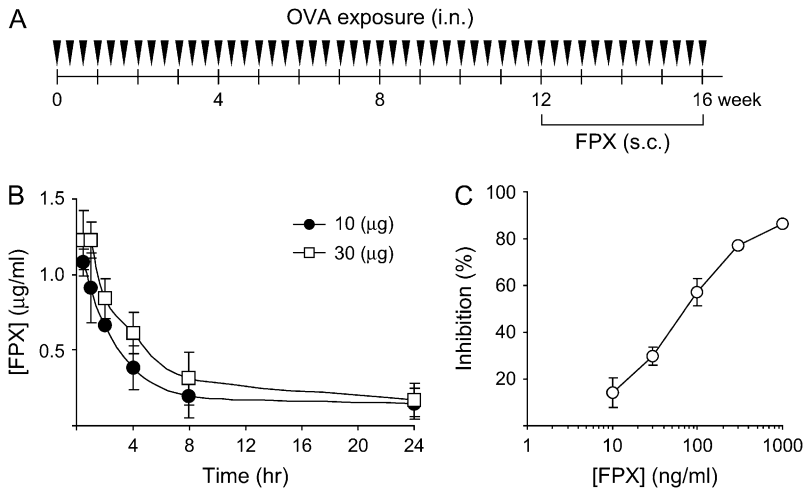 A
OVA exposure (i.n.)
0 4 8 12 16 week
FPX (s.c.)
B
1.5
1.0
0.5
[FPX] (μg/ml)
10 (μg)
30 (μg)
4 8 12 16 20 24
Time (hr)
C
100
80
60
40
20
Inhibition (%)
1 10 100 1000
[FPX] (ng/ml)